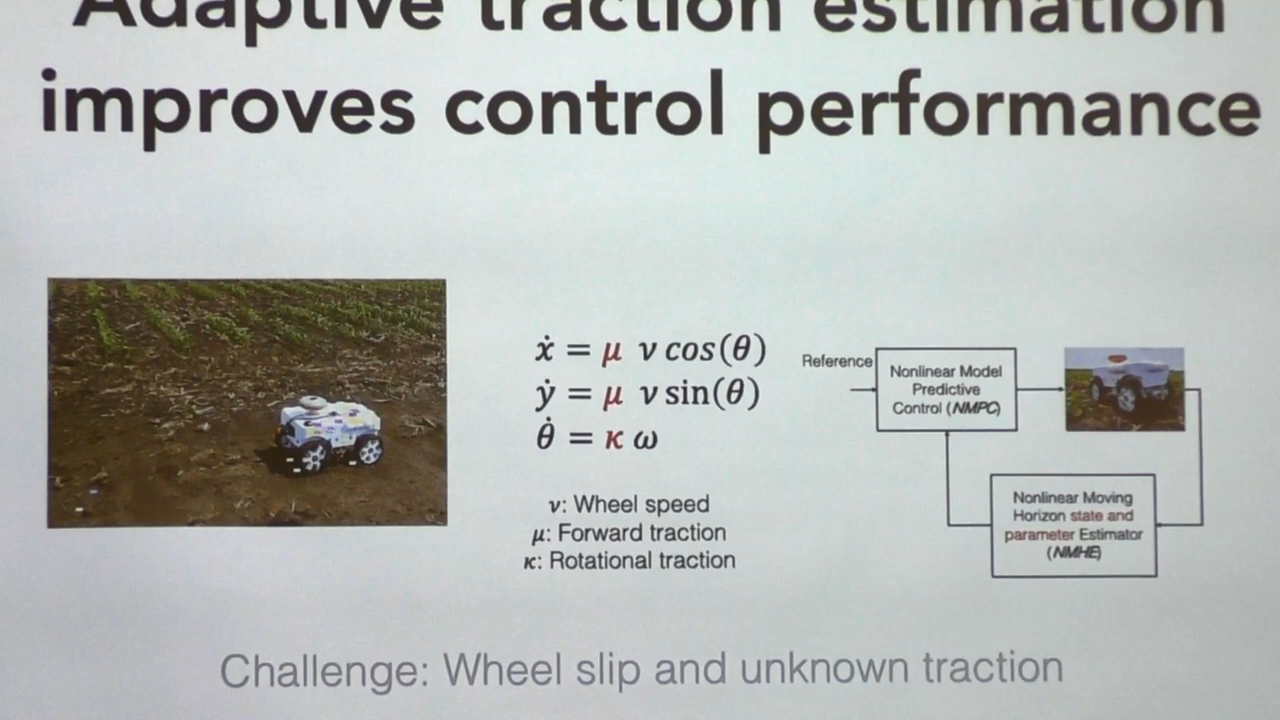 Adaptive traction estimation
improves control performance
ẋ = μ ν cos(θ)
ẏ = μ ν sin(θ)
θ̇ = κ ω
ν: Wheel speed
μ: Forward traction
κ: Rotational traction
Reference
Nonlinear Model
Predictive
Control (NMPC)
Nonlinear Moving
Horizon state and
parameter Estimator
(NMHE)
Challenge: Wheel slip and unknown traction